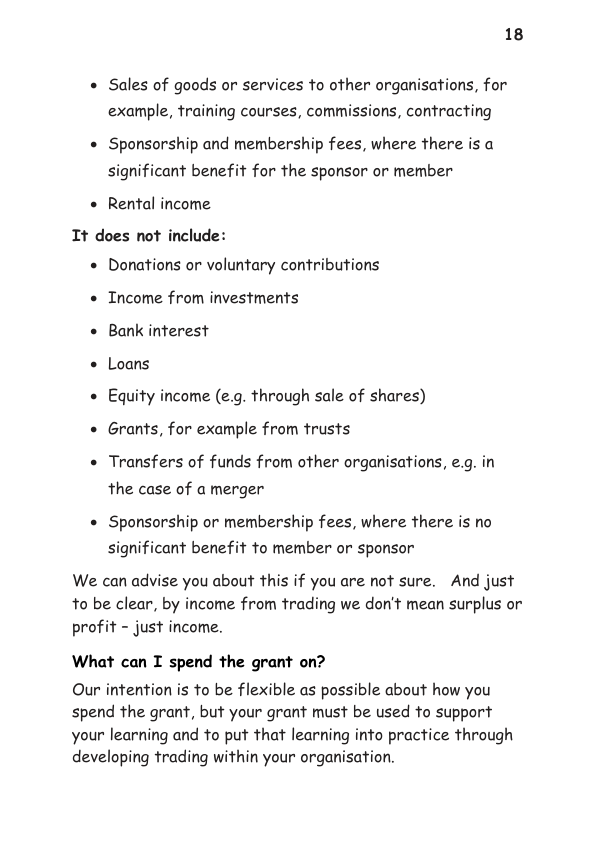 18
• Sales of goods or services to other organisations, for
example, training courses, commissions, contracting
• Sponsorship and membership fees, where there is a
significant benefit for the sponsor or member
• Rental income
It does not include:
• Donations or voluntary contributions
• Income from investments
• Bank interest
• Loans
• Equity income (e.g. through sale of shares)
• Grants, for example from trusts
• Transfers of funds from other organisations, e.g. in
the case of a merger
• Sponsorship or membership fees, where there is no
significant benefit to member or sponsor
We can advise you about this if you are not sure.   And just
to be clear, by income from trading we don’t mean surplus or
profit – just income.
What can I spend the grant on?
Our intention is to be flexible as possible about how you
spend the grant, but your grant must be used to support
your learning and to put that learning into practice through
developing trading within your organisation.